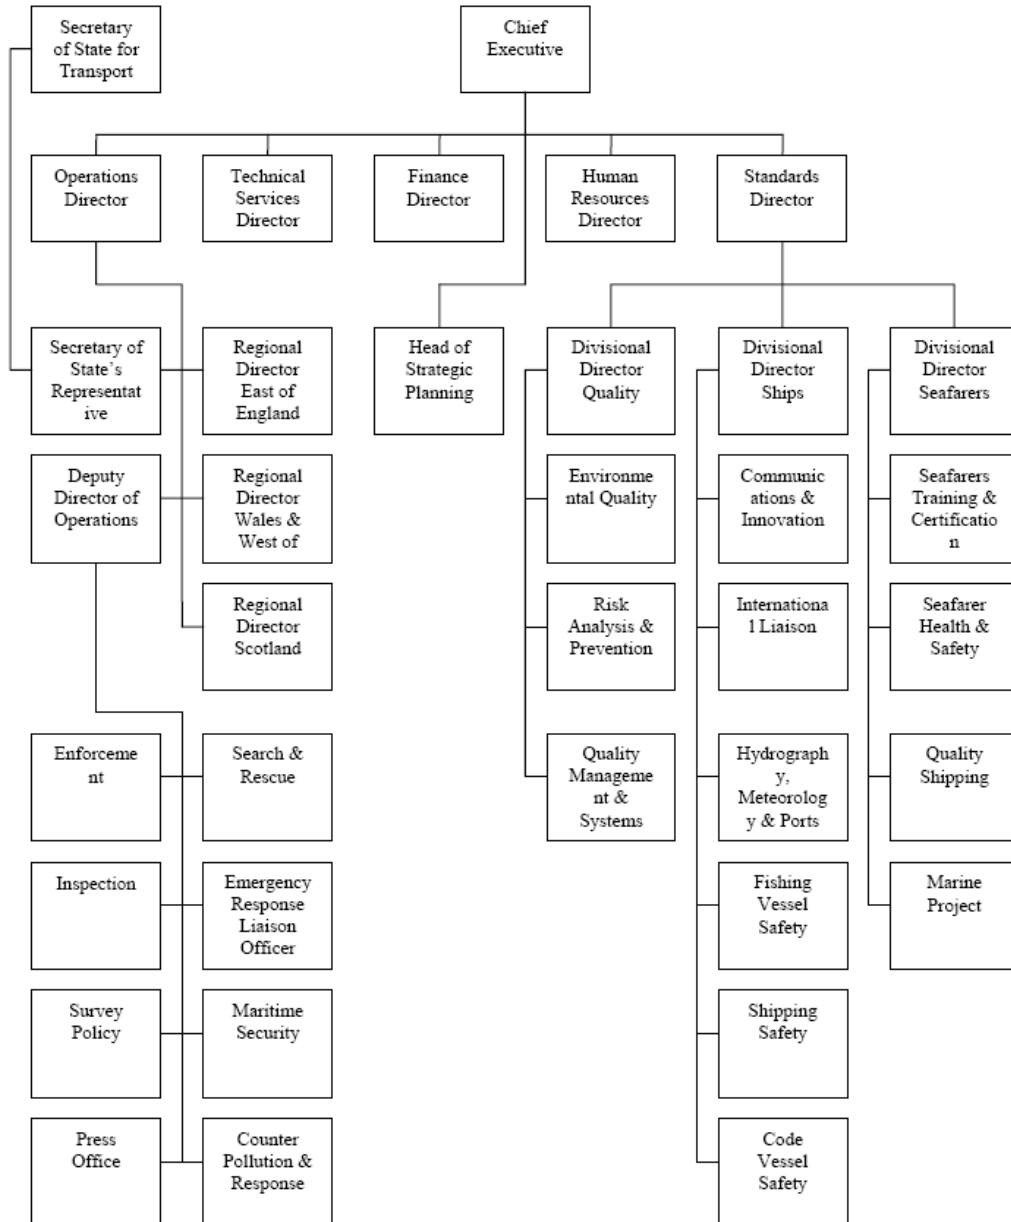 Secretary
of State for
Transport
Chief
Executive
Operations
Director
Technical
Services
Director
Finance
Director
Human
Resources
Director
Standards
Director
Secretary of
State's
Representat
ive
Regional
Director
East of
England
Head of
Strategic
Planning
Divisional
Director
Quality
Divisional
Director
Ships
Divisional
Director
Seafarers
Deputy
Director of
Operations
Regional
Director
Wales &
West of
Environme
ntal Quality
Communic
ations &
Innovation
Seafarers
Training &
Certificatio
n
Regional
Director
Scotland
Risk
Analysis &
Prevention
Internationa
l Liaison
Seafarer
Health &
Safety
Enforceme
nt
Search &
Rescue
Quality
Manageme
nt &
Systems
Hydrograph
y,
Meteorolog
y & Ports
Quality
Shipping
Inspection
Emergency
Response
Liaison
Officer
Fishing
Vessel
Safety
Marine
Project
Survey
Policy
Maritime
Security
Shipping
Safety
Press
Office
Counter
Pollution &
Response
Code
Vessel
Safety